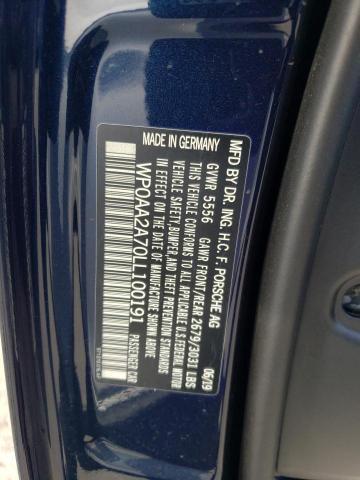 MFD BY DR. ING. H.C. F. PORSCHE AG
GVWR 5556 GAWR FRONT/REAR 2679/3031 LBS 06/19
THIS VEHICLE CONFORMS TO ALL APPLICABLE U.S.FEDERAL MOTOR
VEHICLE SAFETY,BUMPER,AND THEFT PREVENTION STANDARDS
IN EFFECT ON THE DATE OF MANUFACTURE SHOWN ABOVE
WP0AA2A70LL100191 PASSENGER CAR
MADE IN GERMANY